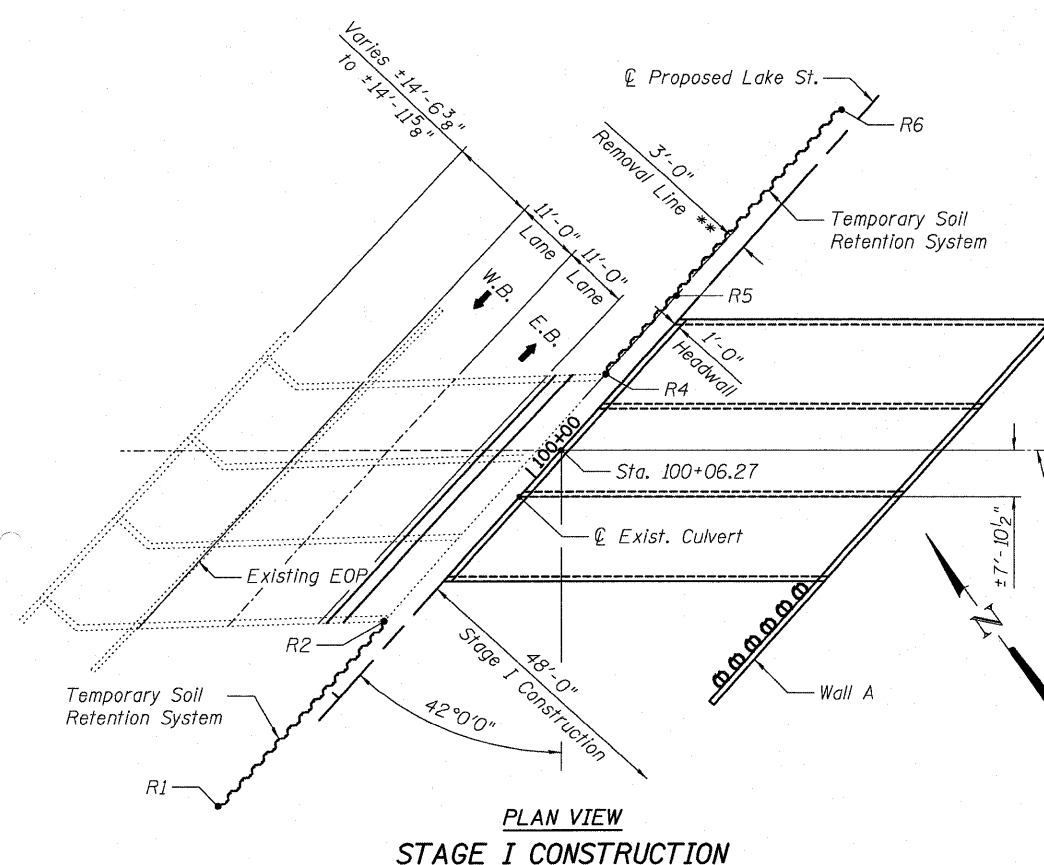 Varies ±14'-6 3/8"
to ±14'-11 5/8"
℄ Proposed Lake St.
R6
3'-0"
Removal Line **
Temporary Soil
Retention System
11'-0"
Lane
11'-0"
Lane
W.B.
E.B.
R5
1'-0"
Headwall
R4
100+00
Sta. 100+06.27
℄ Exist. Culvert
±7'-10 1/2"
Existing EOP
R2
N
48'-0"
Stage I Construction
Wall A
Temporary Soil
Retention System
42°0'0"
R1
PLAN VIEW
STAGE I CONSTRUCTION